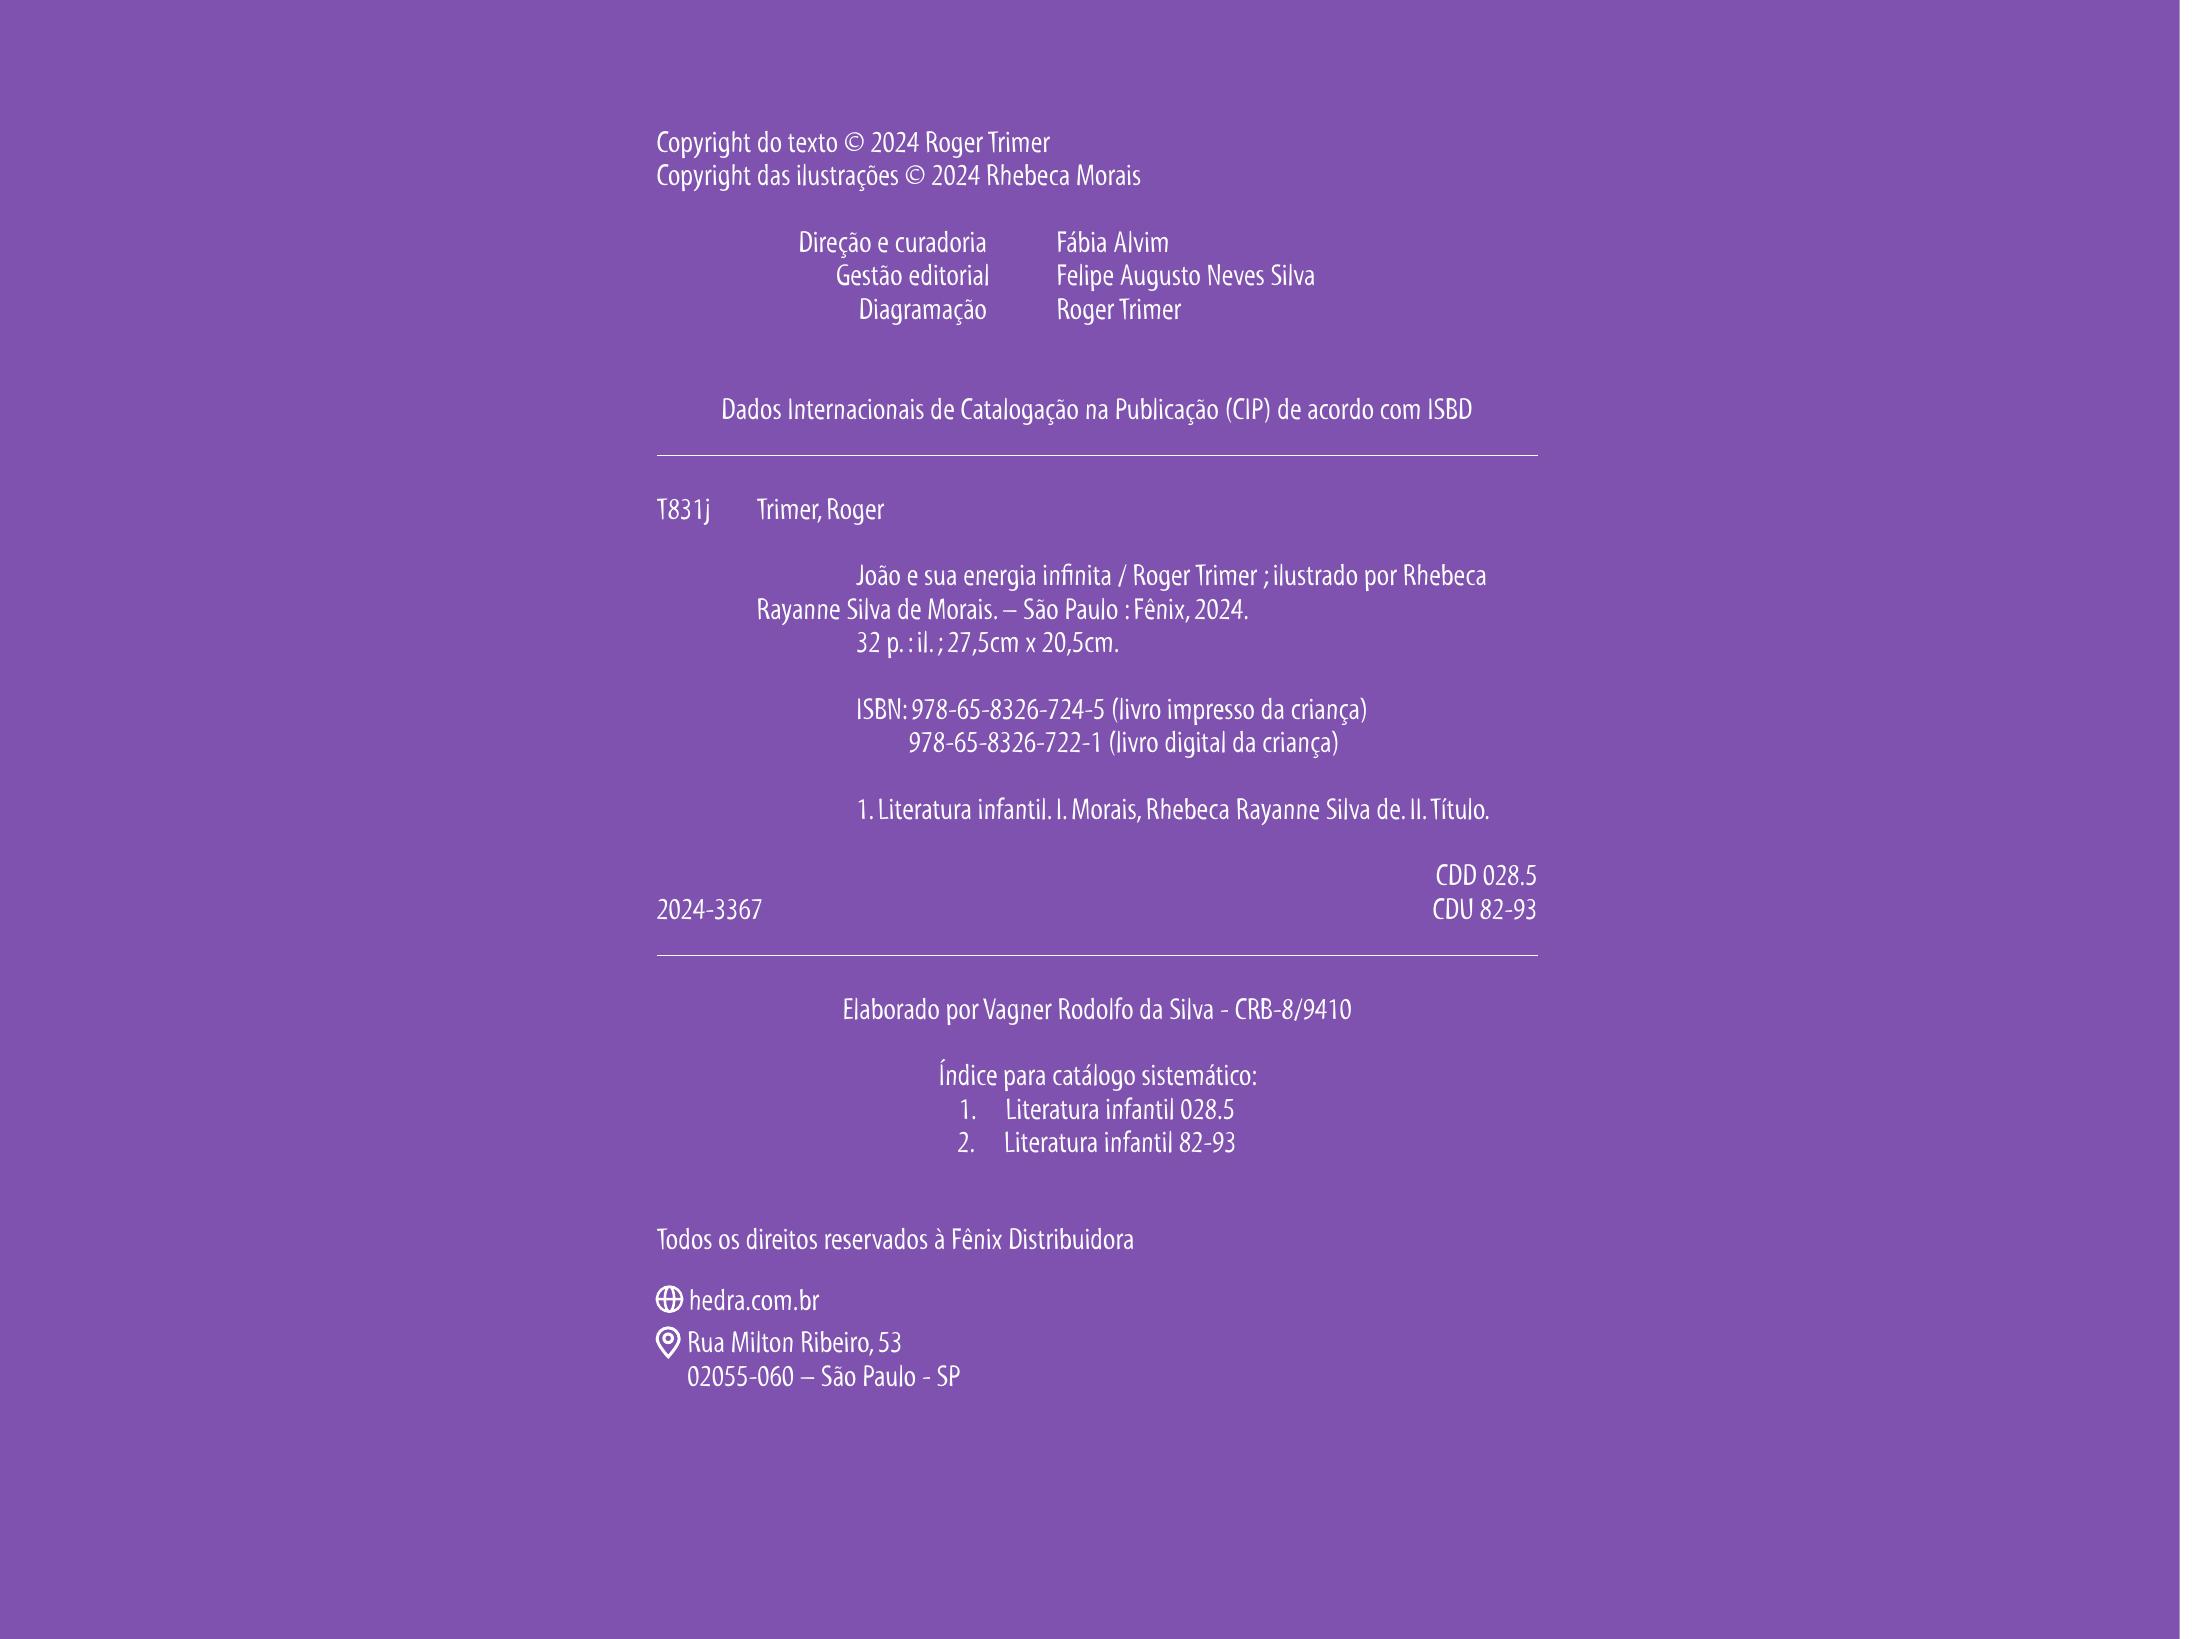 Copyright do texto © 2024 Roger Trimer
Copyright das ilustrações © 2024 Rhebeca Morais
Direção e curadoria Fábia Alvim
Gestão editorial Felipe Augusto Neves Silva
Diagramação Roger Trimer
Dados Internacionais de Catalogação na Publicação (CIP) de acordo com ISBD
T831j Trimer, Roger
João e sua energia infinita / Roger Trimer ; ilustrado por Rhebeca
Rayanne Silva de Morais. – São Paulo : Fênix, 2024.
32 p. : il. ; 27,5cm x 20,5cm.
ISBN: 978-65-8326-724-5 (livro impresso da criança)
978-65-8326-722-1 (livro digital da criança)
1. Literatura infantil. I. Morais, Rhebeca Rayanne Silva de. II. Título.
CDD 028.5
2024-3367 CDU 82-93
Elaborado por Vagner Rodolfo da Silva - CRB-8/9410
Índice para catálogo sistemático:
1. Literatura infantil 028.5
2. Literatura infantil 82-93
Todos os direitos reservados à Fênix Distribuidora
hedra.com.br
Rua Milton Ribeiro, 53
02055-060 – São Paulo - SP